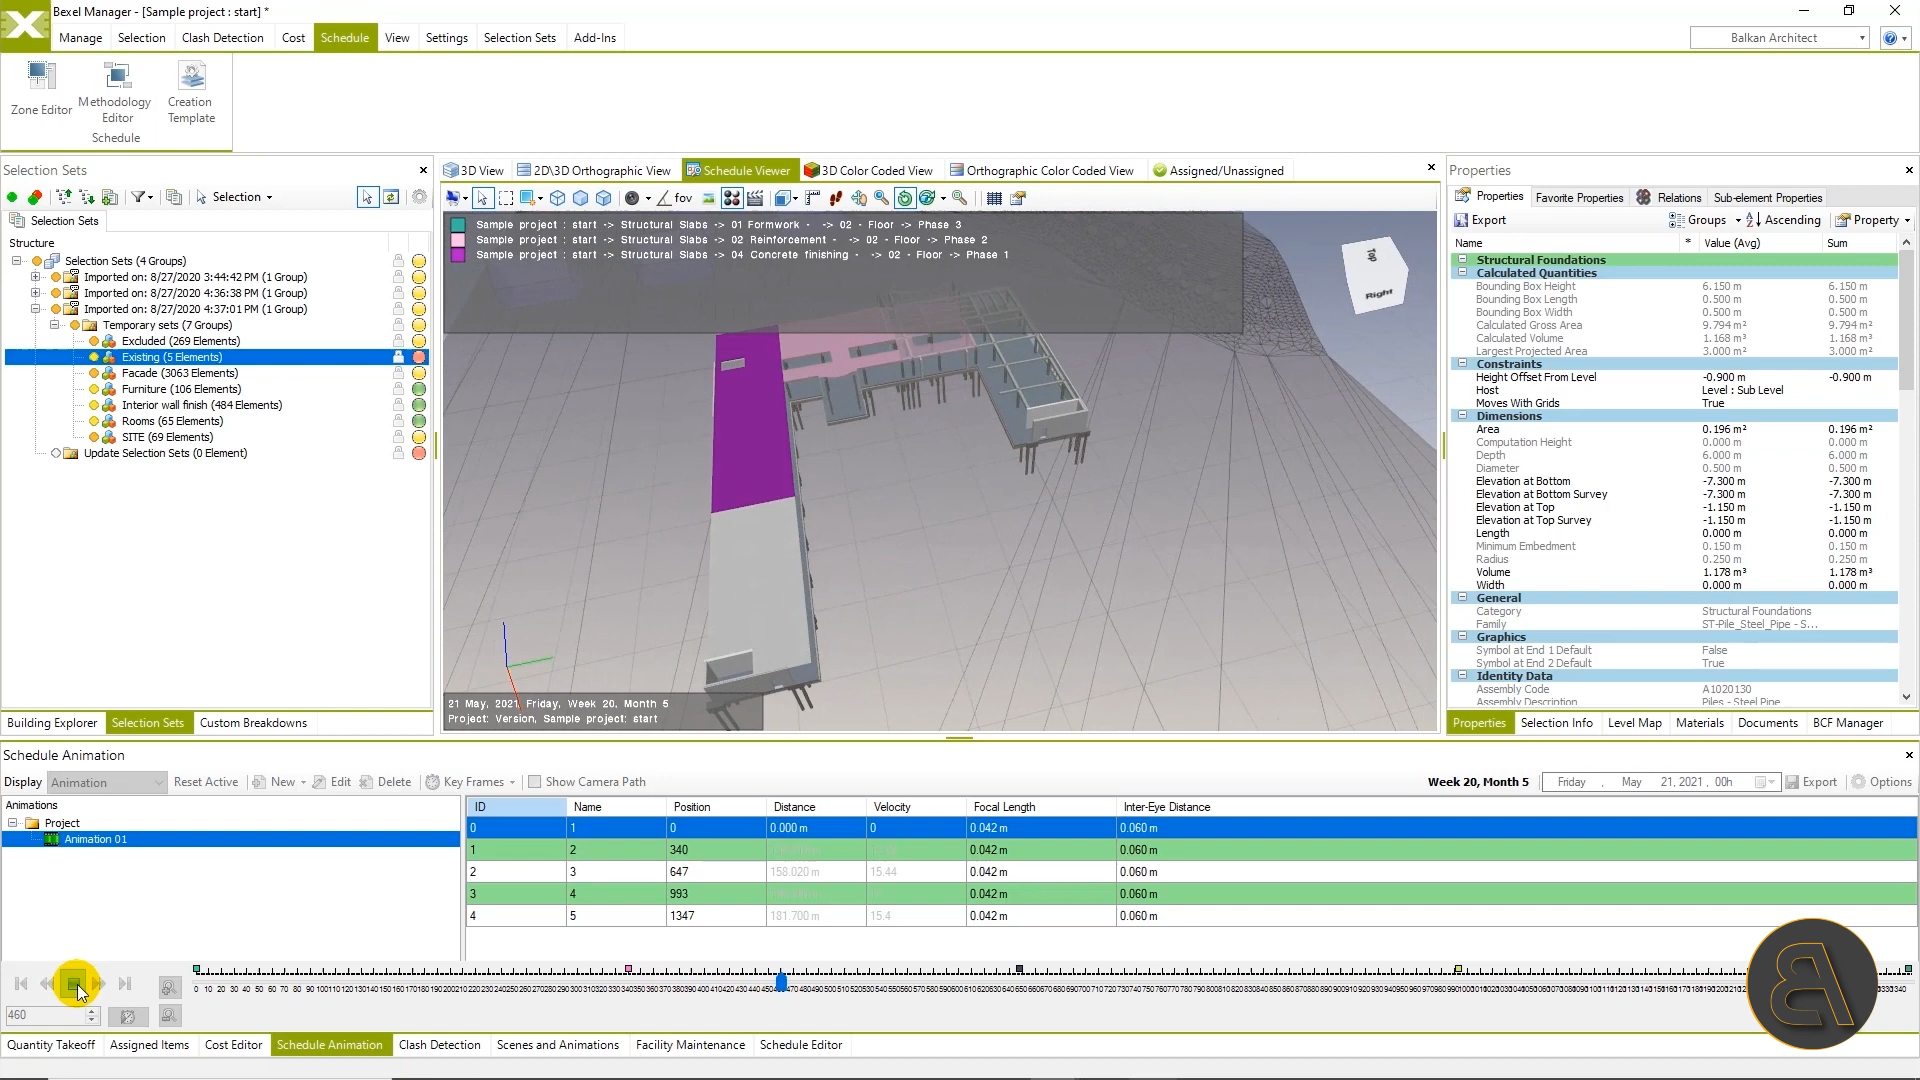 Bexel Manager - [Sample project : start] *
Manage Selection Clash Detection Cost Schedule View Settings Selection Sets Add-Ins
Balkan Architect
Zone Editor Methodology Editor Creation Template
Schedule
Selection Sets
Selection
Selection Sets
Structure
Selection Sets (4 Groups)
Imported on: 8/27/2020 3:44:42 PM (1 Group)
Imported on: 8/27/2020 4:36:38 PM (1 Group)
Imported on: 8/27/2020 4:37:01 PM (1 Group)
Temporary sets (7 Groups)
Excluded (269 Elements)
Existing (5 Elements)
Facade (3063 Elements)
Furniture (106 Elements)
Interior wall finish (484 Elements)
Rooms (65 Elements)
SITE (69 Elements)
Update Selection Sets (0 Element)
Building Explorer Selection Sets Custom Breakdowns
3D View 2D\3D Orthographic View Schedule Viewer 3D Color Coded View Orthographic Color Coded View Assigned/Unassigned
fov
Sample project : start -> Structural Slabs -> 01 Formwork - -> 02 - Floor -> Phase 3
Sample project : start -> Structural Slabs -> 02 Reinforcement - -> 02 - Floor -> Phase 2
Sample project : start -> Structural Slabs -> 04 Concrete finishing - -> 02 - Floor -> Phase 1
Top
Right
21 May, 2021 Friday, Week 20, Month 5
Project: Version, Sample project: start
Properties
Properties Favorite Properties Relations Sub-element Properties
Export Groups Ascending Property
Name * Value (Avg) Sum
Structural Foundations
Calculated Quantities
Bounding Box Height 6.150 m 6.150 m
Bounding Box Length 0.500 m 0.500 m
Bounding Box Width 0.500 m 0.500 m
Calculated Gross Area 9.794 m² 9.794 m²
Calculated Volume 1.168 m³ 1.168 m³
Largest Projected Area 3.000 m² 3.000 m²
Constraints
Height Offset From Level -0.900 m -0.900 m
Host Level : Sub Level
Moves With Grids True
Dimensions
Area 0.196 m² 0.196 m²
Computation Height 0.000 m 0.000 m
Depth 6.000 m 6.000 m
Diameter 0.500 m 0.500 m
Elevation at Bottom -7.300 m -7.300 m
Elevation at Bottom Survey -7.300 m -7.300 m
Elevation at Top -1.150 m -1.150 m
Elevation at Top Survey -1.150 m -1.150 m
Length 0.000 m 0.000 m
Minimum Embedment 0.150 m 0.150 m
Radius 0.250 m 0.250 m
Volume 1.178 m³ 1.178 m³
Width 0.000 m 0.000 m
General
Category Structural Foundations
Family ST-Pile_Steel_Pipe - S...
Graphics
Symbol at End 1 Default False
Symbol at End 2 Default True
Identity Data
Assembly Code A1020130
Assembly Description Piles - Steel Pipe
Properties Selection Info Level Map Materials Documents BCF Manager
Schedule Animation
Display Animation Reset Active New Edit Delete Key Frames Show Camera Path Week 20, Month 5 Friday , May 21, 2021 , 00h Export Options
Animations
Project
Animation 01
ID Name Position Distance Velocity Focal Length Inter-Eye Distance
0 1 0 0.000 m 0 0.042 m 0.060 m
1 2 340 0.042 m 0.060 m
2 3 647 158.020 m 15.44 0.042 m 0.060 m
3 4 993 0.042 m 0.060 m
4 5 1347 181.700 m 15.4 0.042 m 0.060 m
460
Quantity Takeoff Assigned Items Cost Editor Schedule Animation Clash Detection Scenes and Animations Facility Maintenance Schedule Editor